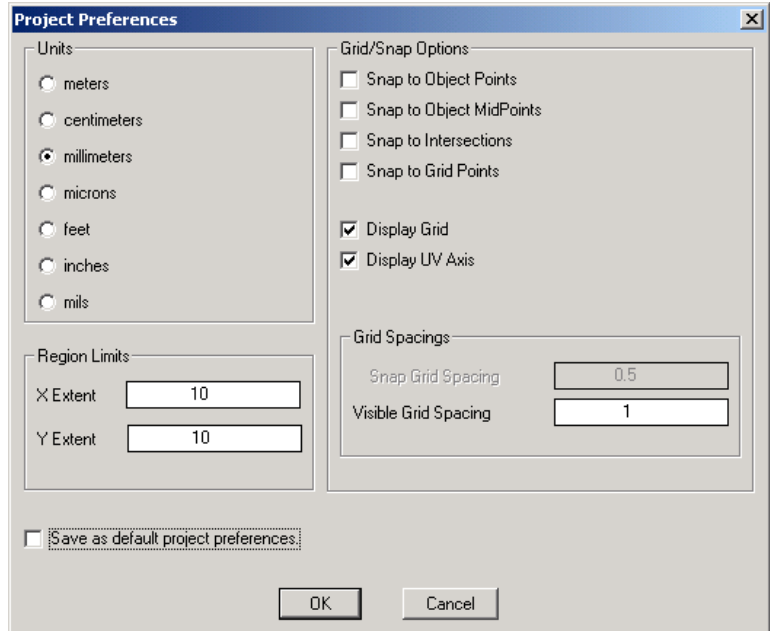 Project Preferences
Units
meters
centimeters
millimeters
microns
feet
inches
mils
Region Limits
X Extent 10
Y Extent 10
Grid/Snap Options
Snap to Object Points
Snap to Object MidPoints
Snap to Intersections
Snap to Grid Points
Display Grid
Display UV Axis
Grid Spacings
Snap Grid Spacing 0.5
Visible Grid Spacing 1
Save as default project preferences.
OK Cancel